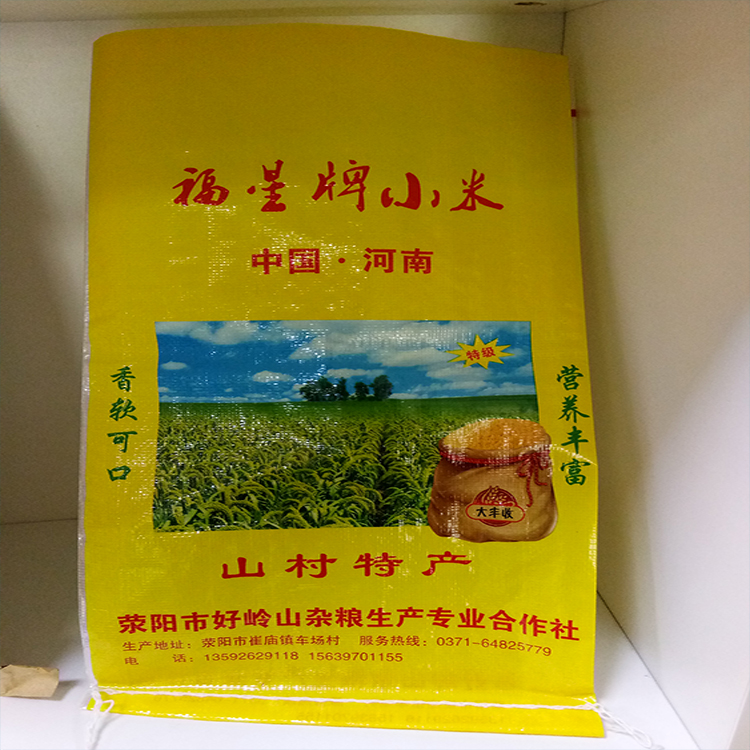 福星牌小米
中国·河南
特级
香软可口
营养丰富
大丰收
山村特产
荥阳市好岭山杂粮生产专业合作社
生产地址：荥阳市崔庙镇车场村 服务热线：0371-64825779
电 话：13592629118 15639701155